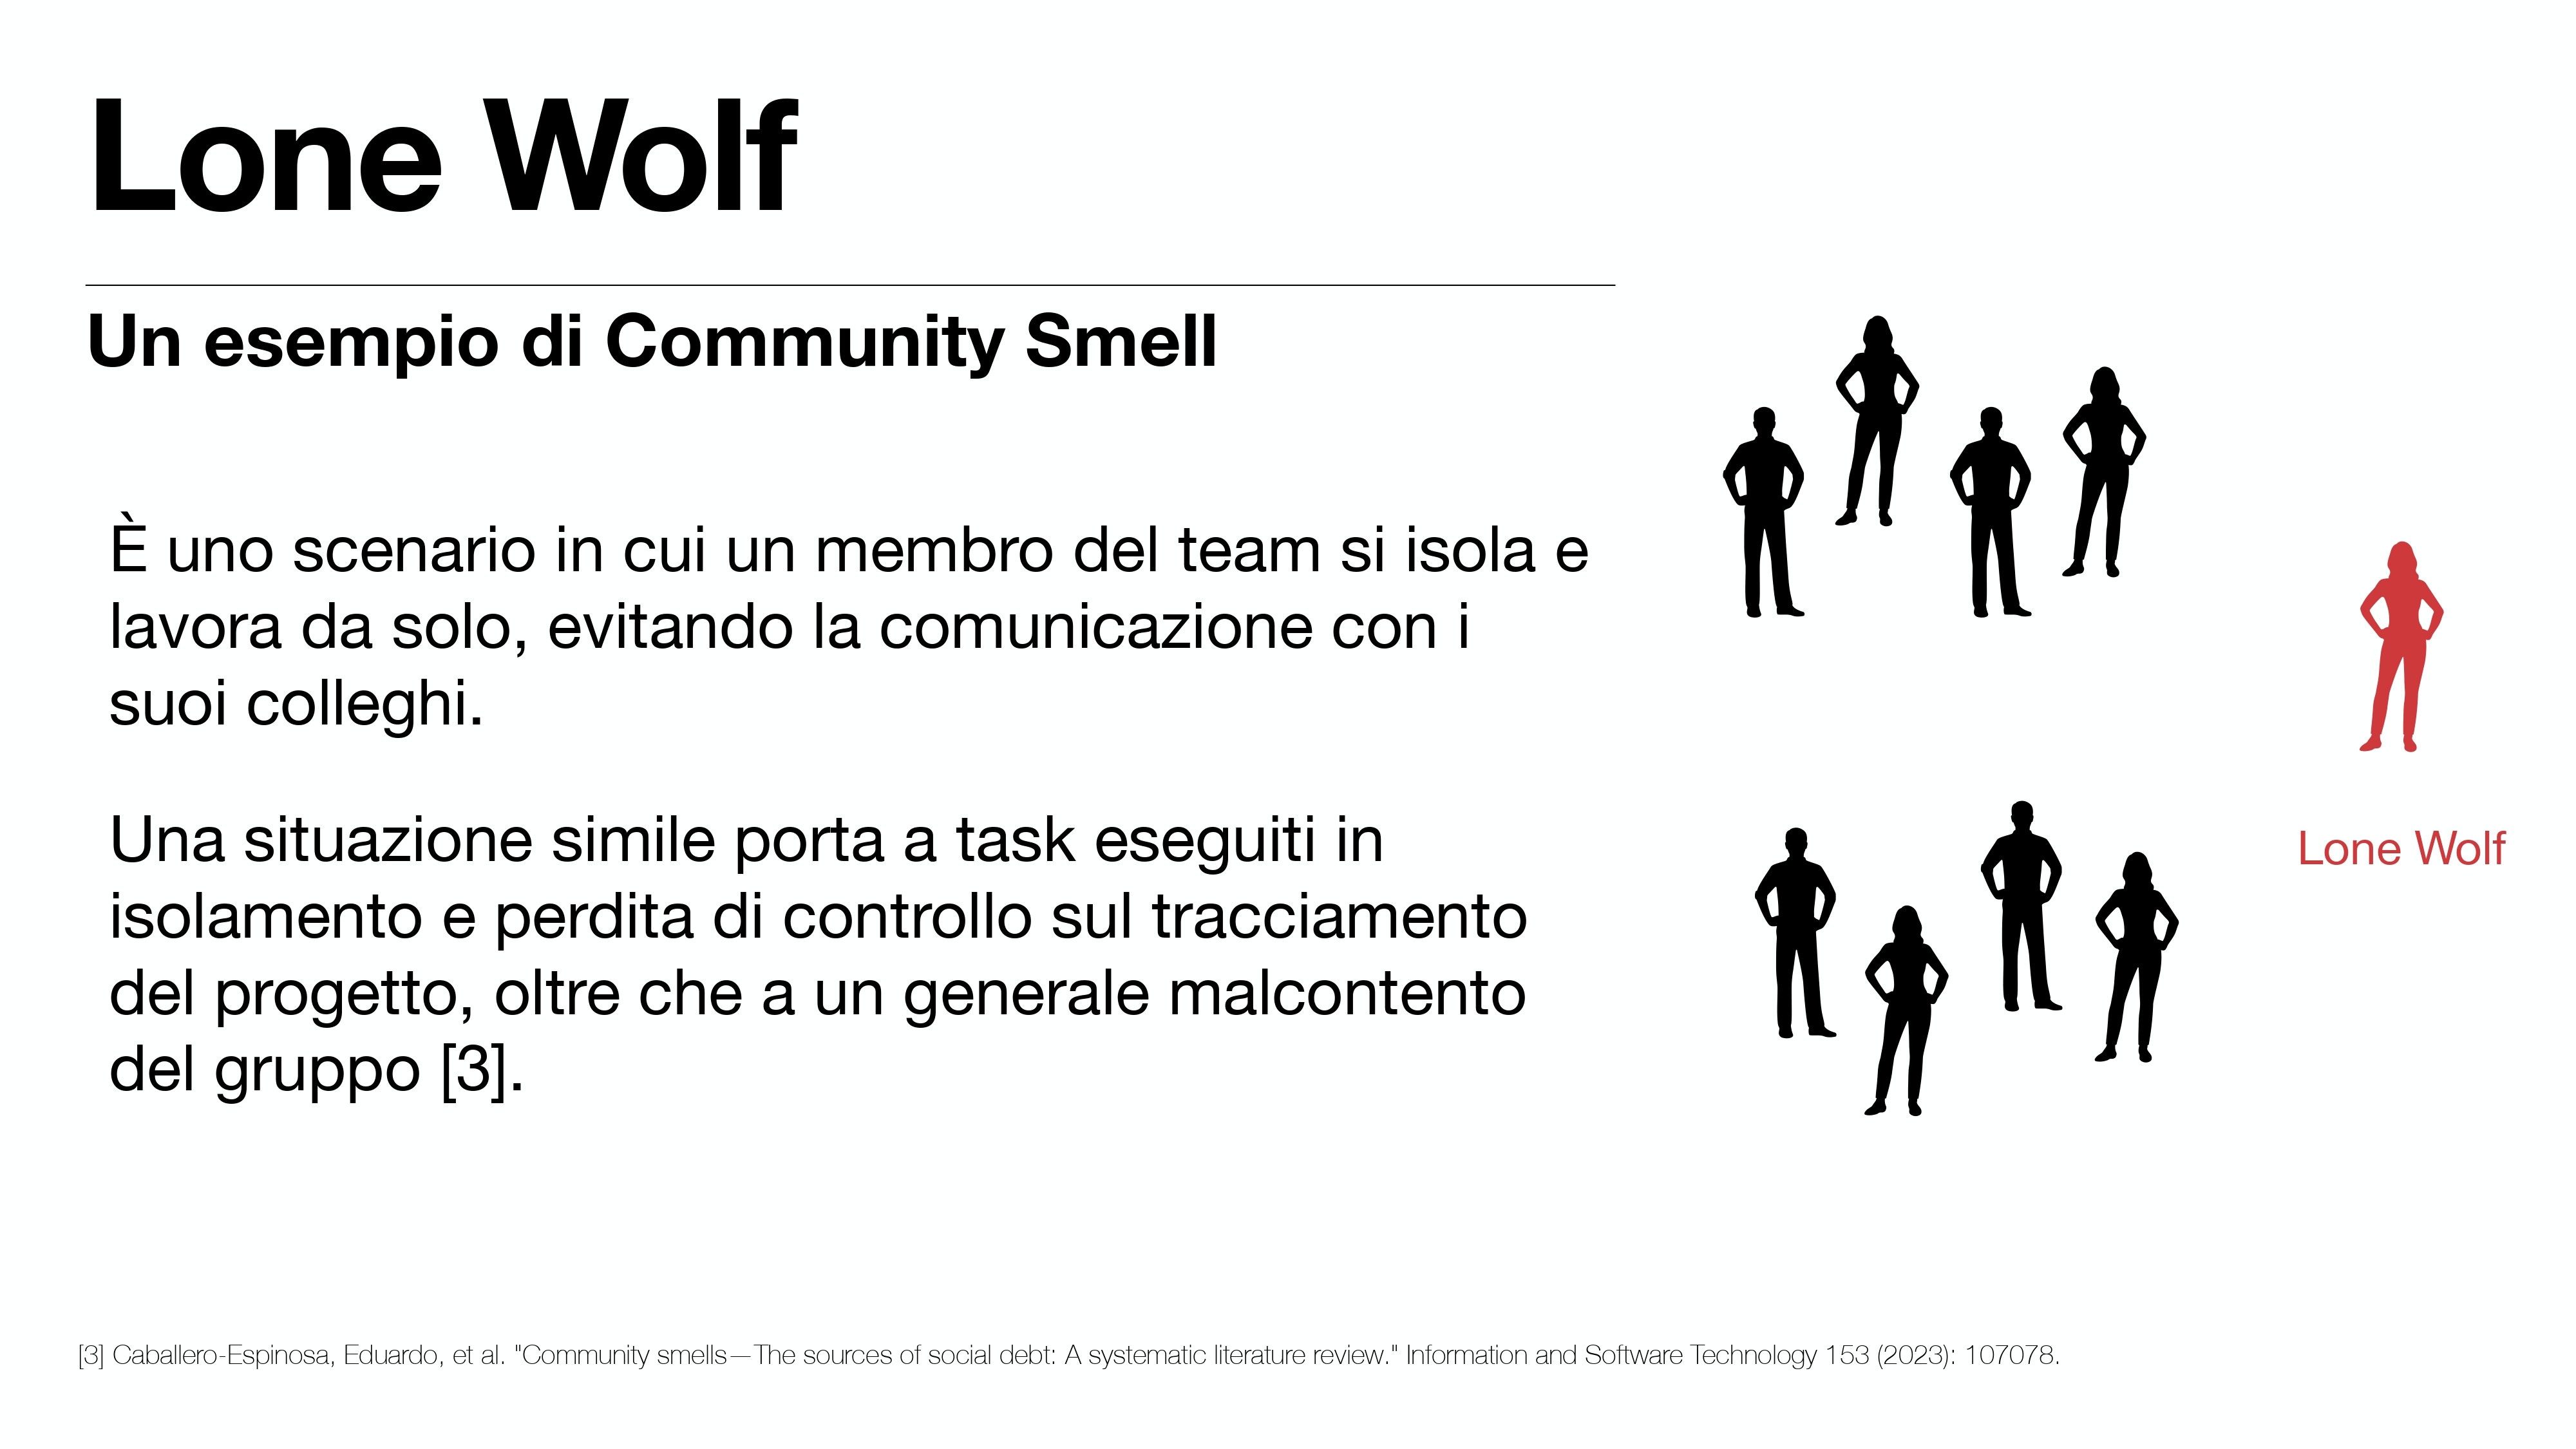 Lone Wolf
Un esempio di Community Smell
È uno scenario in cui un membro del team si isola e
lavora da solo, evitando la comunicazione con i
suoi colleghi.
Una situazione simile porta a task eseguiti in
isolamento e perdita di controllo sul tracciamento
del progetto, oltre che a un generale malcontento
del gruppo [3].
Lone Wolf
[3] Caballero-Espinosa, Eduardo, et al. "Community smells—The sources of social debt: A systematic literature review." Information and Software Technology 153 (2023): 107078.